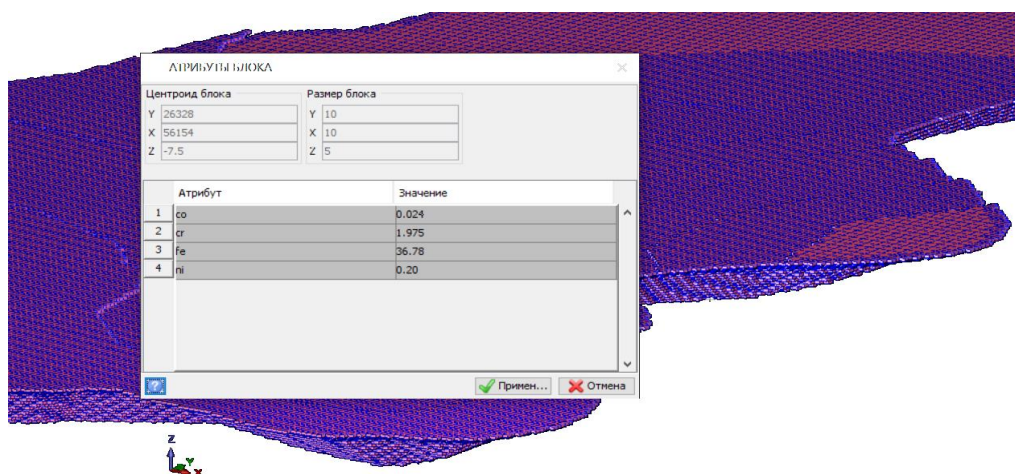 АТРИБУТЫ БЛОКА
Центроид блока Размер блока
Y 26328 Y 10
X 56154 X 10
Z -7.5 Z 5
Атрибут Значение
1 co 0.024
2 cr 1.975
3 fe 36.78
4 ni 0.20
? Примен... Отмена
Z
Y
X